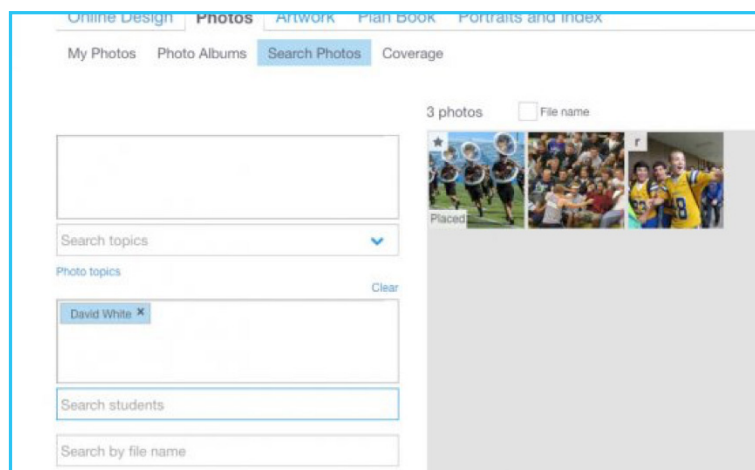 Online Design Photos Artwork Plan Book Portraits and Index
My Photos Photo Albums Search Photos Coverage
3 photos File name
Search topics
Photo topics
Clear
David White ×
Search students
Search by file name
r
Placed
18